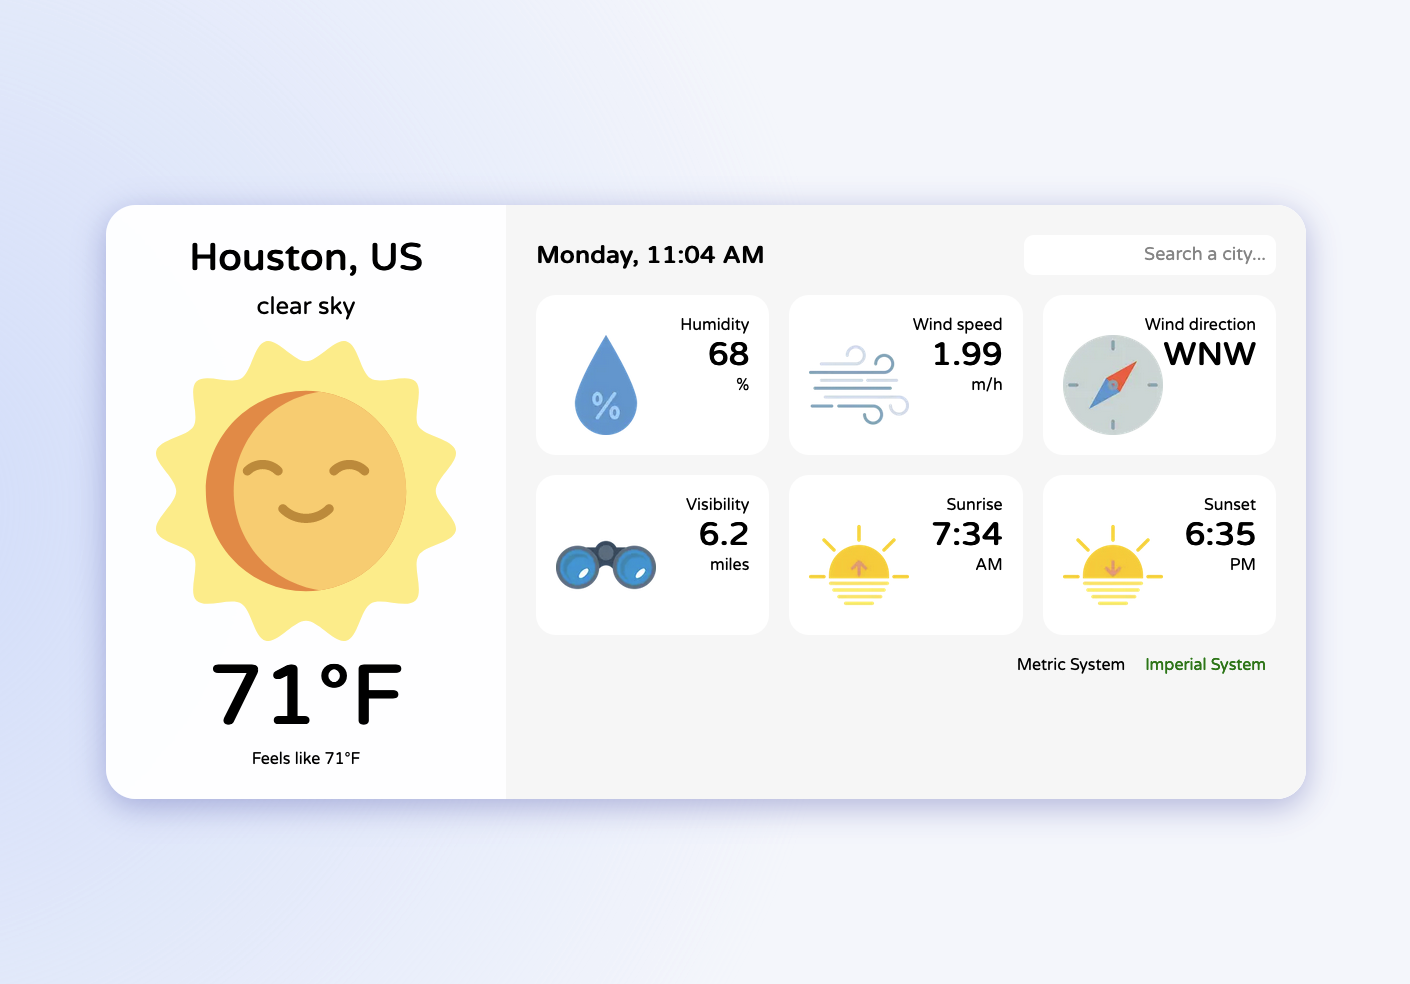 Houston, US
clear sky
71°F
Feels like 71°F
Monday, 11:04 AM
Search a city...
Humidity
68
%
%
Wind speed
1.99
m/h
Wind direction
WNW
Visibility
6.2
miles
Sunrise
7:34
AM
Sunset
6:35
PM
Metric System
Imperial System